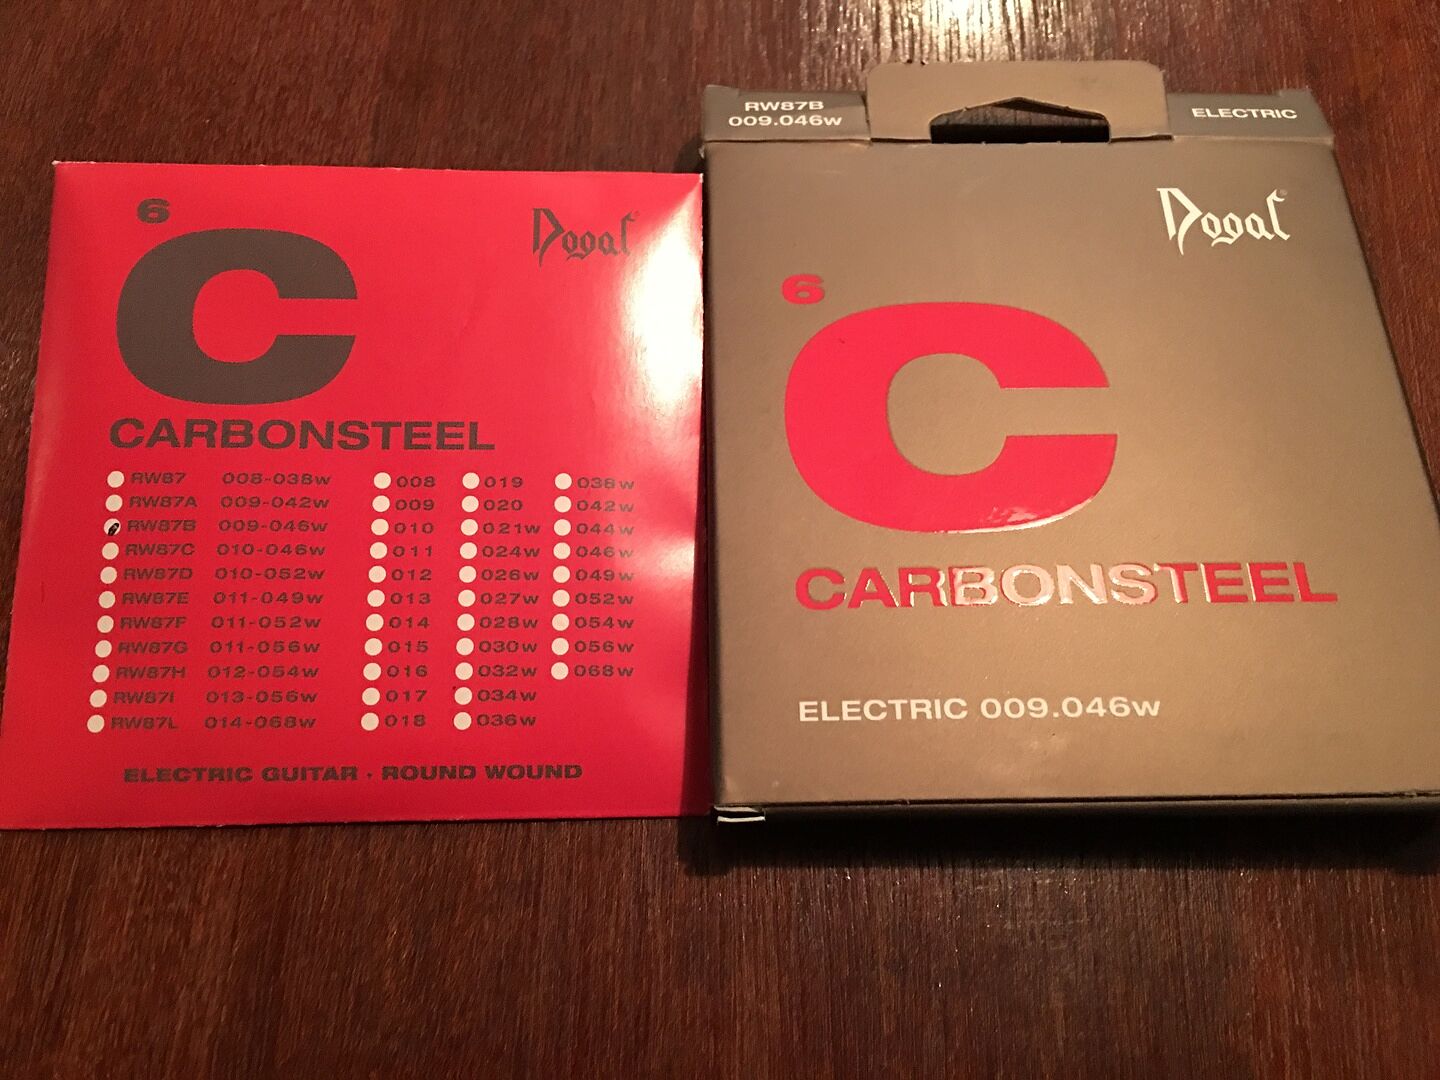 6
Dogal
C
CARBONSTEEL
RW87 008-038w
RW87A 009-042w
RW87B 009-046w
RW87C 010-046w
RW87D 010-052w
RW87E 011-049w
RW87F 011-052w
RW87G 011-056w
RW87H 012-054w
RW87I 013-056w
RW87L 014-068w
008
009
010
011
012
013
014
015
016
017
018
019
020
021w
024w
026w
027w
028w
030w
032w
034w
036w
038w
042w
044w
046w
049w
052w
054w
056w
068w
ELECTRIC GUITAR · ROUND WOUND
RW87B
009.046w
ELECTRIC
Dogal
6
C
CARBONSTEEL
ELECTRIC 009.046w